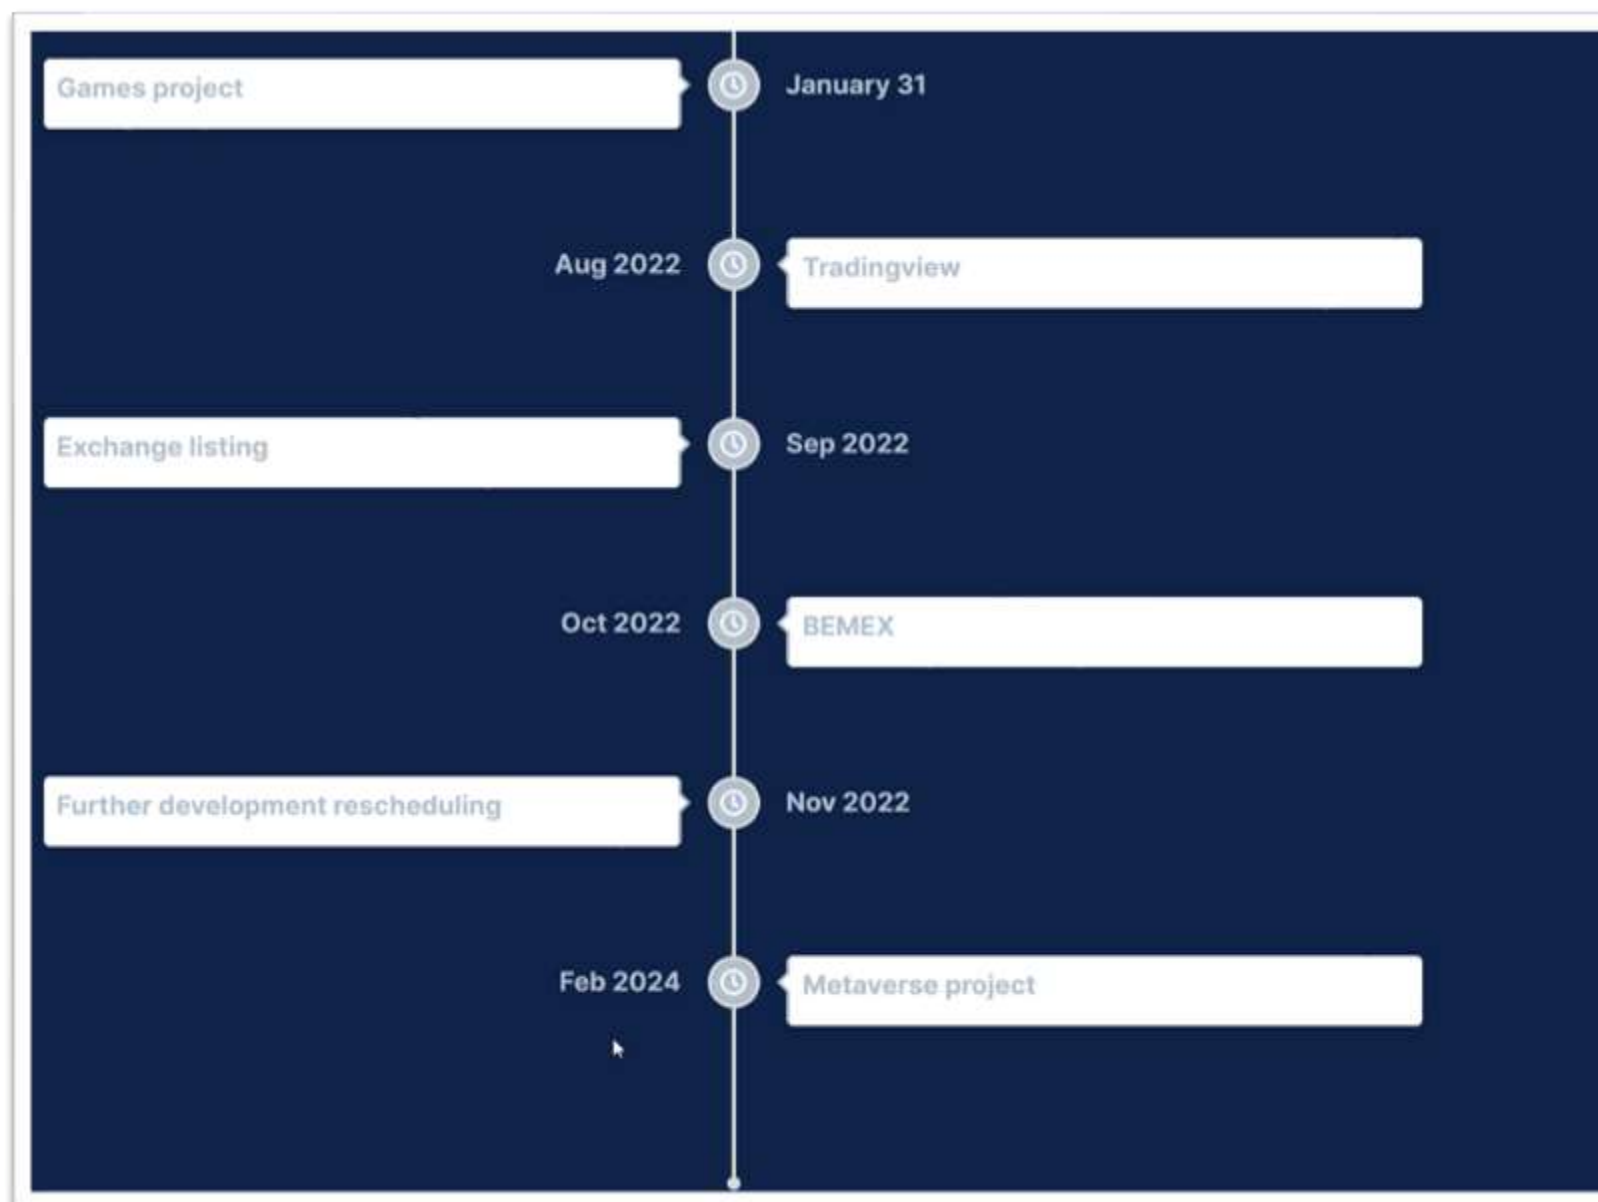 Games project
January 31
Aug 2022
Tradingview
Exchange listing
Sep 2022
Oct 2022
BEMEX
Further development rescheduling
Nov 2022
Feb 2024
Metaverse project